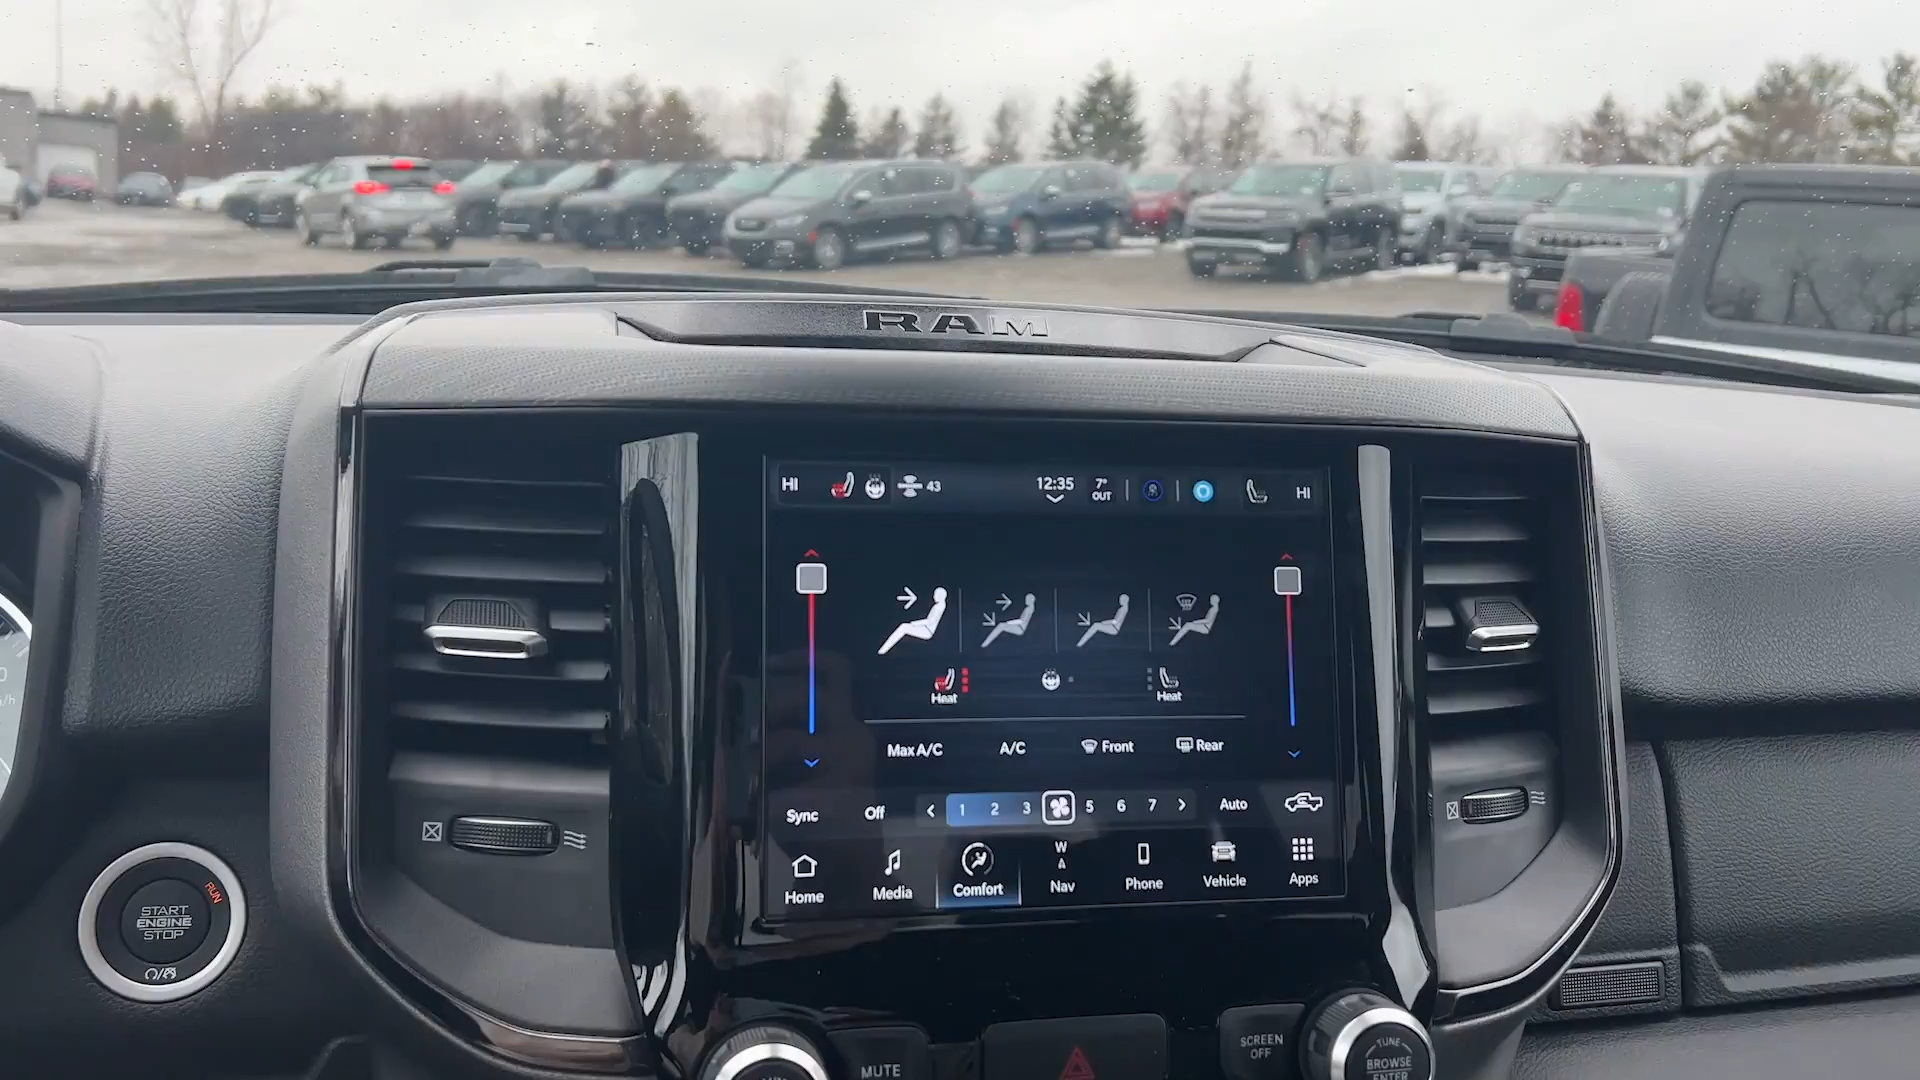 RAM
HI
43
12:35
7°
OUT
HI
Heat
Heat
Max A/C
A/C
Front
Rear
Sync
Off
1 2 3 5 6 7
Auto
Home
Media
Comfort
W
A
Nav
Phone
Vehicle
Apps
START
ENGINE
STOP
RUN
MUTE
SCREEN
OFF
TUNE
BROWSE
ENTER